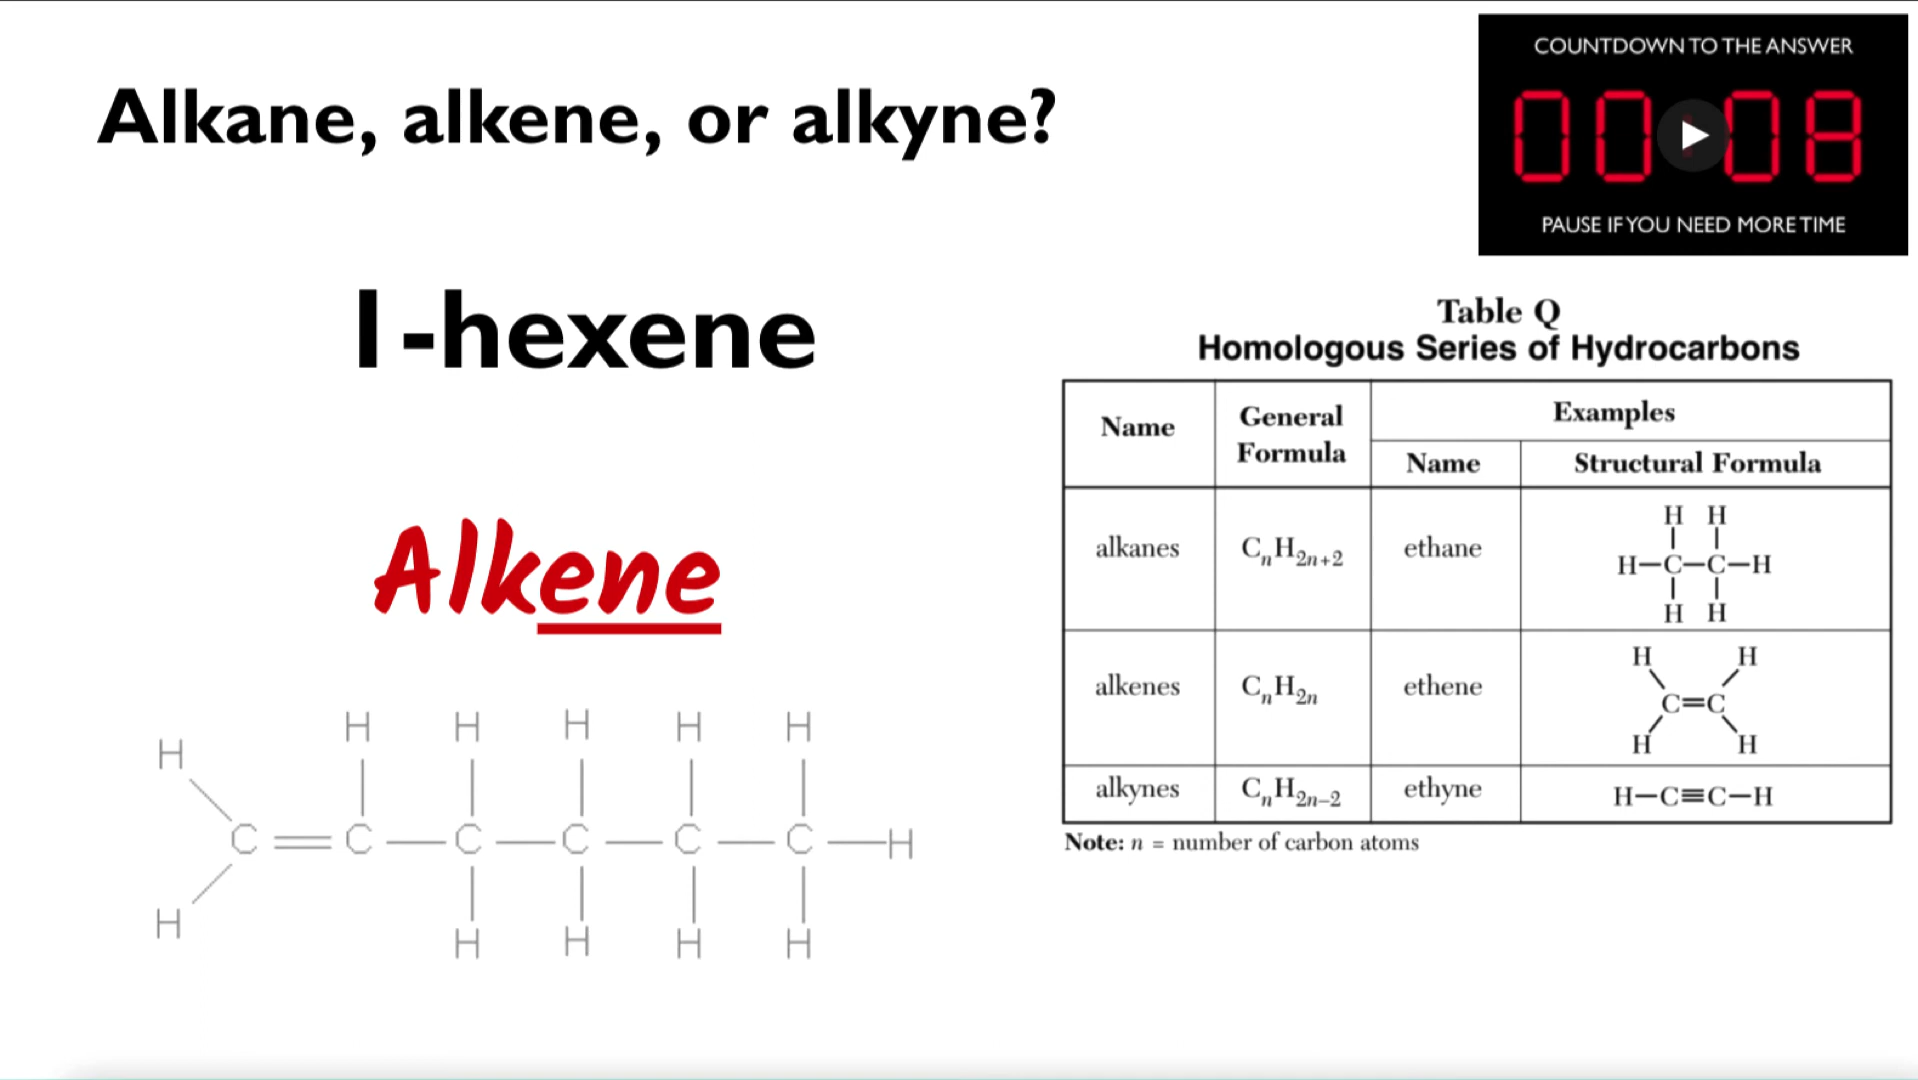 Alkane, alkene, or alkyne?
COUNTDOWN TO THE ANSWER
00:08
PAUSE IF YOU NEED MORE TIME
1-hexene
Alkene
H H H H H H
C=C—C—C—C—C—H
H H H H H
Table Q
Homologous Series of Hydrocarbons
Name General Formula Examples
Name Structural Formula
alkanes CₙH₂ₙ₊₂ ethane
H H
H—C—C—H
H H
alkenes CₙH₂ₙ ethene
H H
C=C
H H
alkynes CₙH₂ₙ₋₂ ethyne H—C≡C—H
Note: n = number of carbon atoms